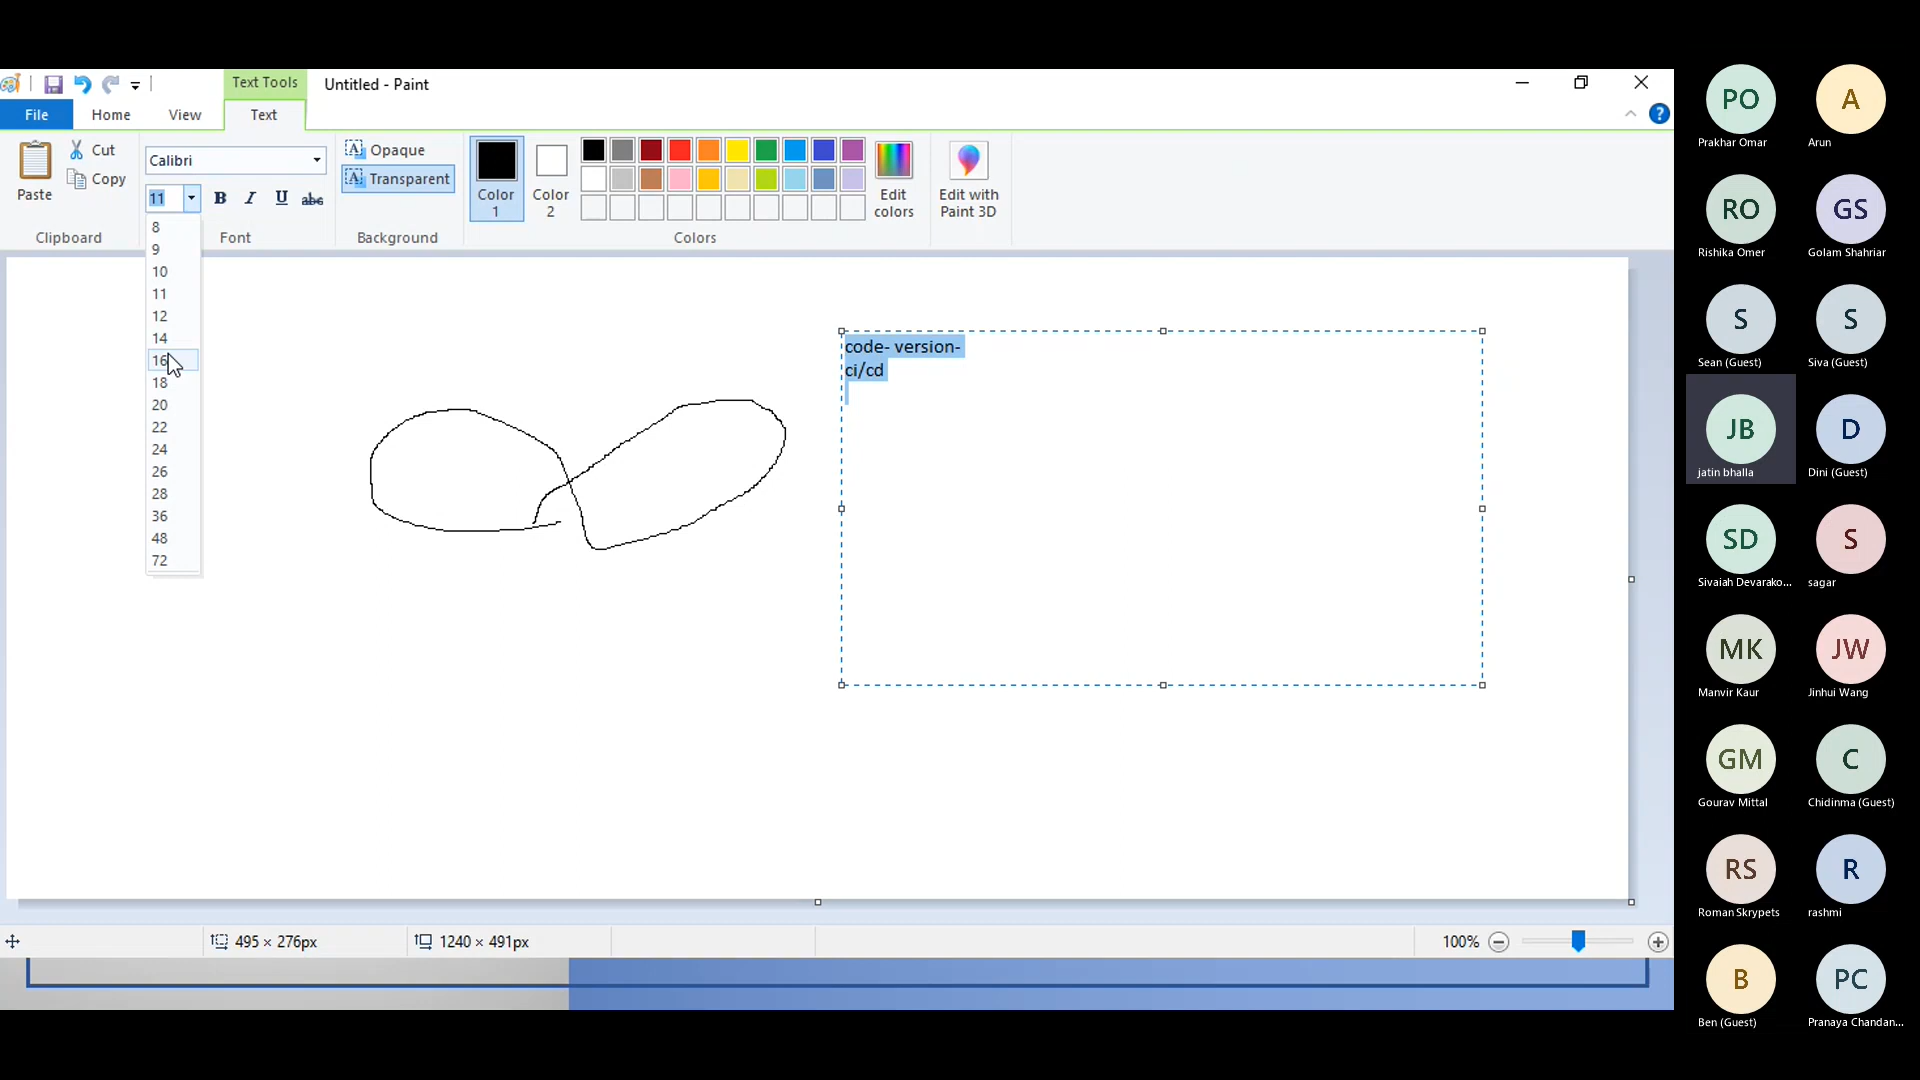 Text Tools
Untitled - Paint
File
Home
View
Text
Paste
Cut
Copy
Clipboard
Calibri
11
B I U abc
Font
Opaque
Transparent
Background
Color 1
Color 2
Edit colors
Colors
Edit with Paint 3D
8
9
10
11
12
14
16
18
20
22
24
26
28
36
48
72
code- version-
ci/cd
495 × 276px
1240 × 491px
100%
PO
Prakhar Omar
A
Arun
RO
Rishika Omer
GS
Golam Shahriar
S
Sean (Guest)
S
Siva (Guest)
JB
jatin bhalla
D
Dini (Guest)
SD
Sivaiah Devarako...
S
sagar
MK
Manvir Kaur
JW
Jinhui Wang
GM
Gourav Mittal
C
Chidinma (Guest)
RS
Roman Skrypets
R
rashmi
B
Ben (Guest)
PC
Pranaya Chandan...